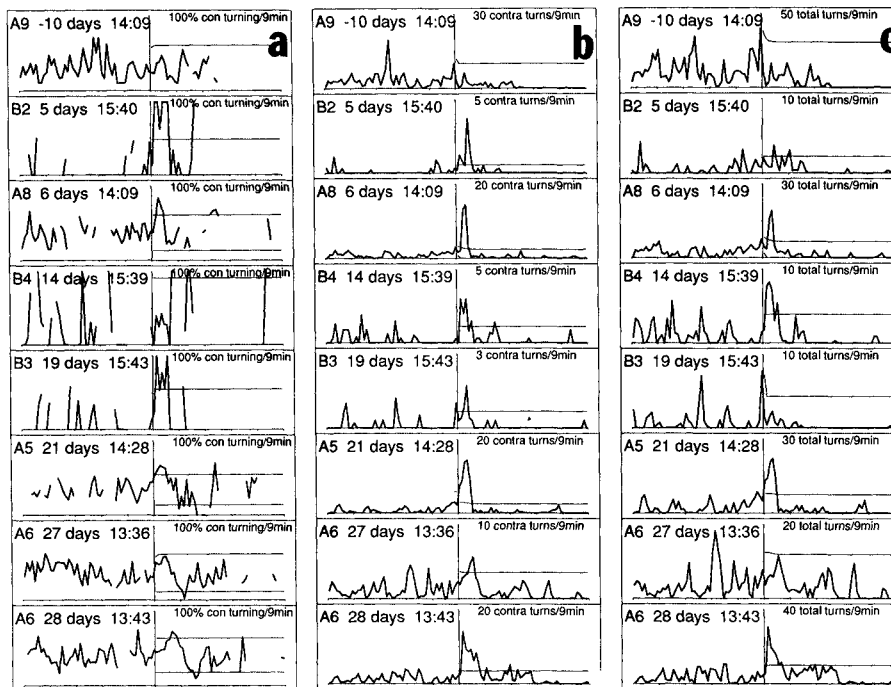 A9 -10 days 14:09 100% con turning/9min a
B2 5 days 15:40 100% con turning/9min
A8 6 days 14:09 100% con turning/9min
B4 14 days 15:39 100% con turning/9min
B3 19 days 15:43 100% con turning/9min
A5 21 days 14:28 100% con turning/9min
A6 27 days 13:36 100% con turning/9min
A6 28 days 13:43 100% con turning/9min
A9 -10 days 14:09 30 contra turns/9min b
B2 5 days 15:40 5 contra turns/9min
A8 6 days 14:09 20 contra turns/9min
B4 14 days 15:39 5 contra turns/9min
B3 19 days 15:43 3 contra turns/9min
A5 21 days 14:28 20 contra turns/9min
A6 27 days 13:36 10 contra turns/9min
A6 28 days 13:43 20 contra turns/9min
A9 -10 days 14:09 50 total turns/9min c
B2 5 days 15:40 10 total turns/9min
A8 6 days 14:09 30 total turns/9min
B4 14 days 15:39 10 total turns/9min
B3 19 days 15:43 10 total turns/9min
A5 21 days 14:28 30 total turns/9min
A6 27 days 13:36 20 total turns/9min
A6 28 days 13:43 40 total turns/9min